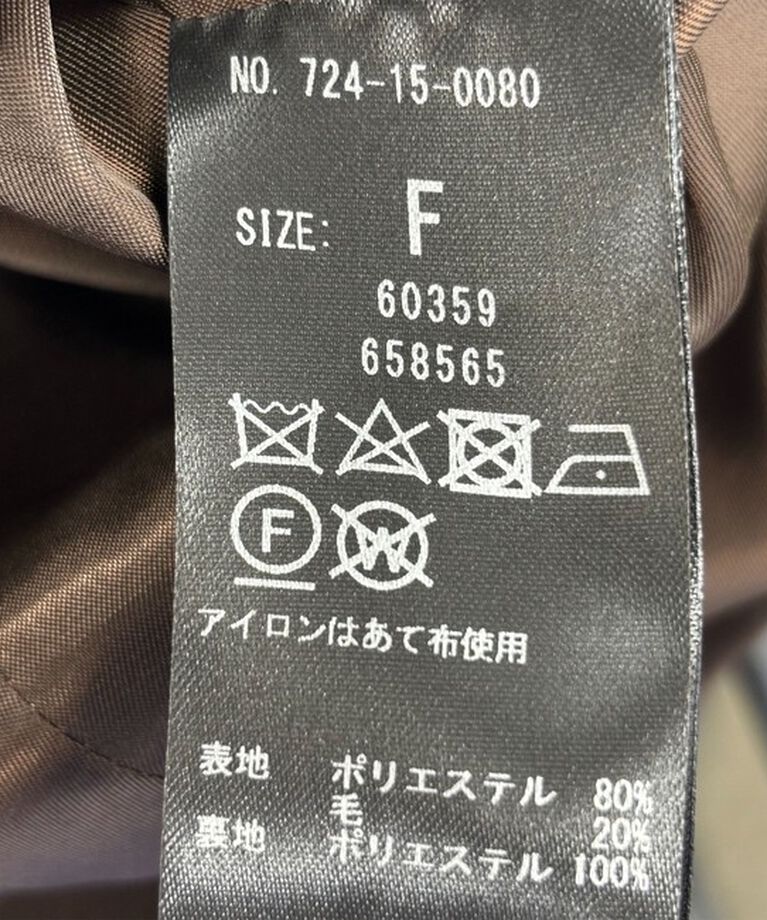 NO. 724-15-0080
SIZE: F
60359
658565
F W
アイロンはあて布使用
表地 ポリエステル 80%
毛 20%
裏地 ポリエステル 100%